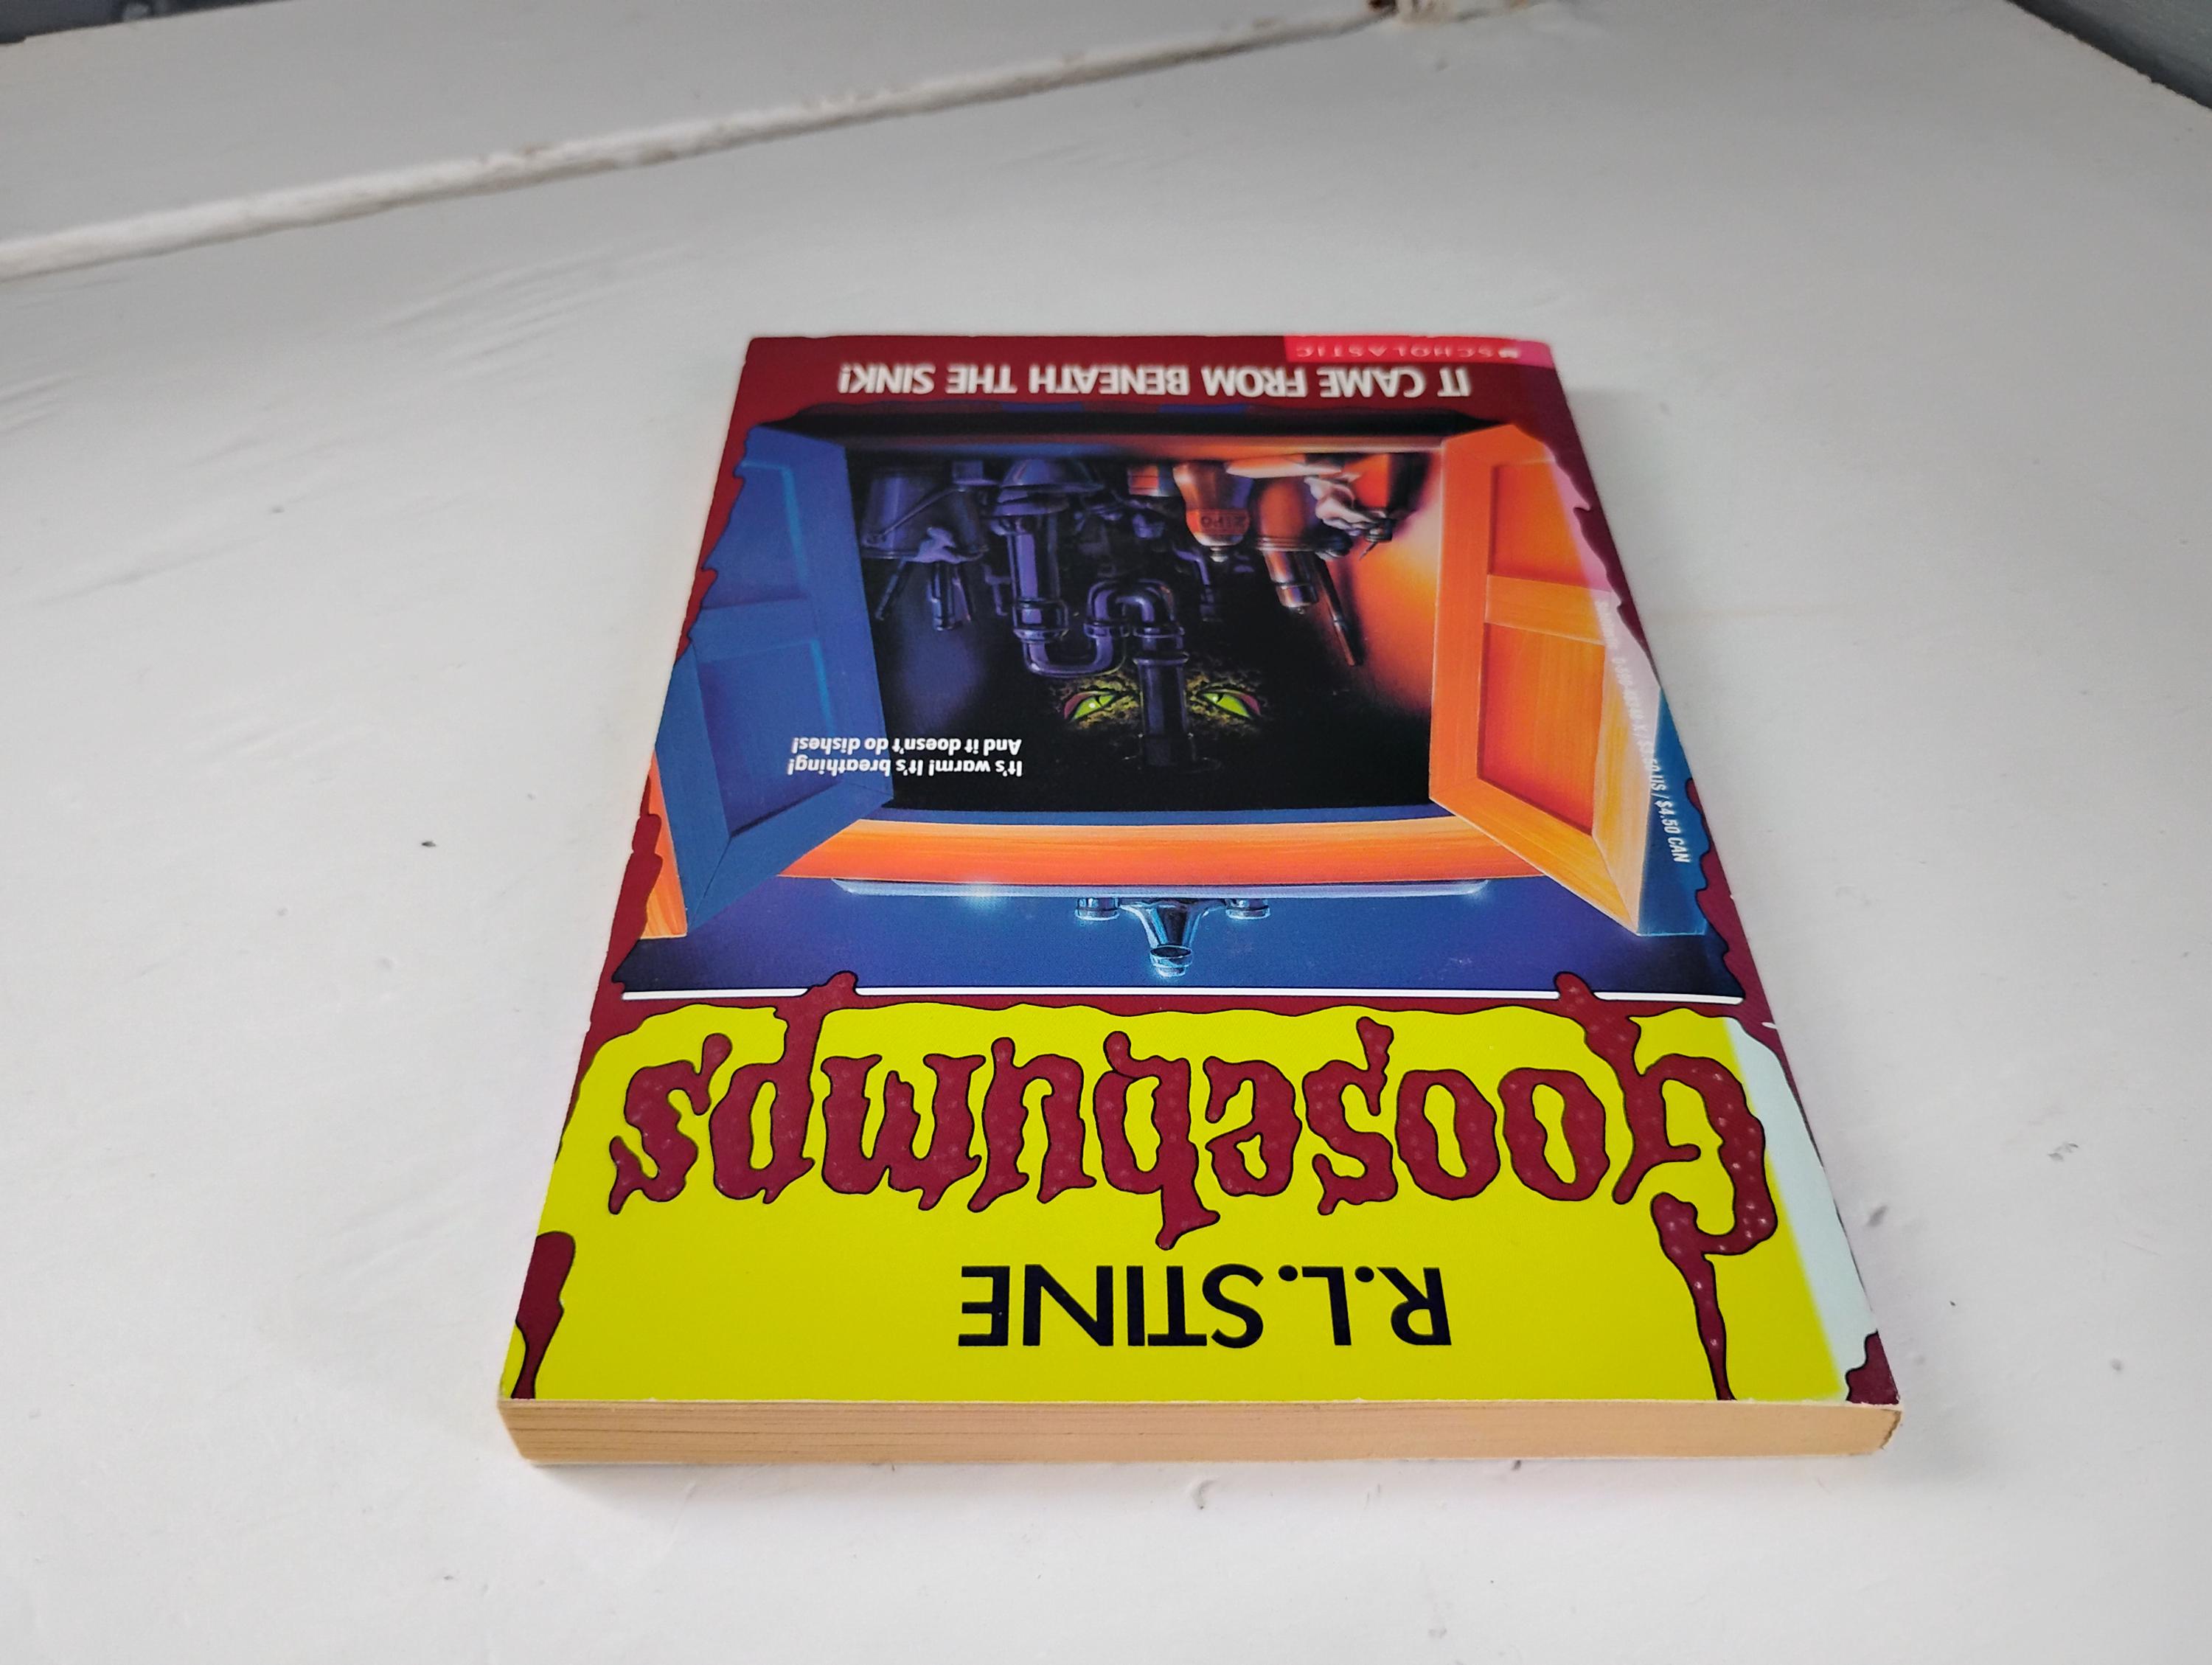 R.L. STINE
Goosebumps
It's warm! It's breathing!
And it doesn't do dishes!
$4.50 CAN
IT CAME FROM BENEATH THE SINK!
SCHOLASTIC